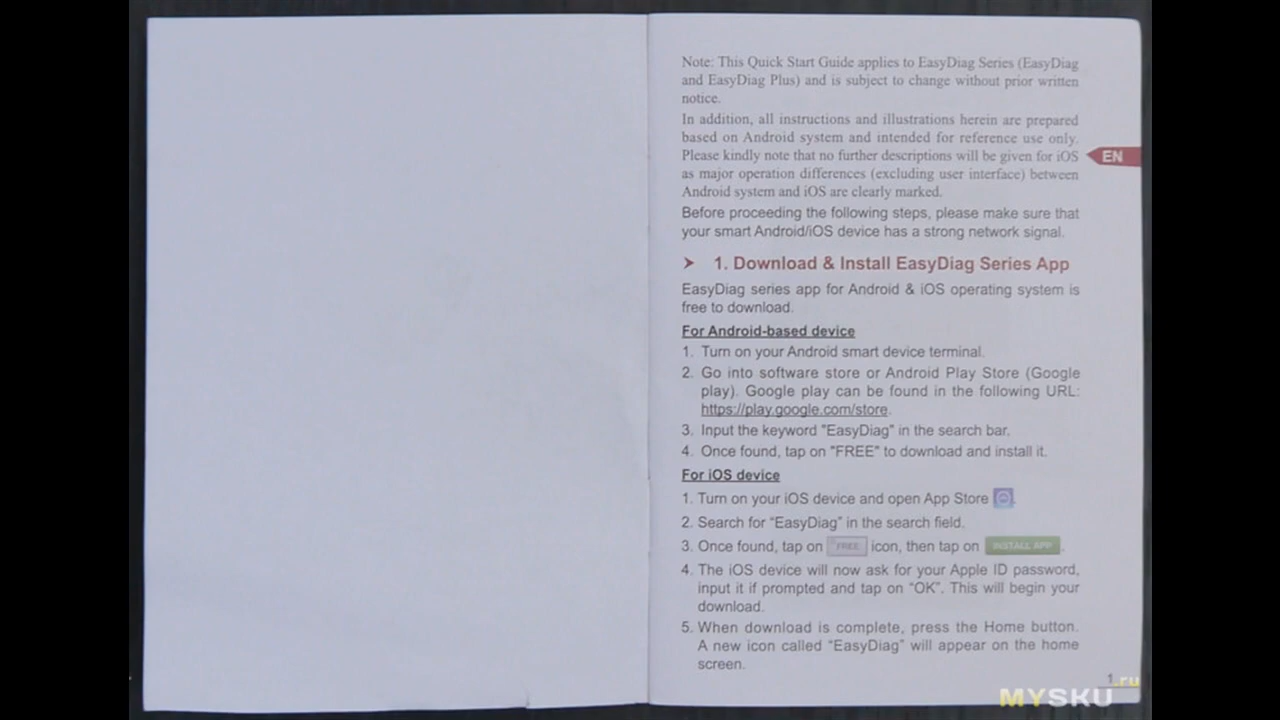 Note: This Quick Start Guide applies to EasyDiag Series (EasyDiag
and EasyDiag Plus) and is subject to change without prior written
notice.
In addition, all instructions and illustrations herein are prepared
based on Android system and intended for reference use only.
Please kindly note that no further descriptions will be given for iOS
as major operation differences (excluding user interface) between
Android system and iOS are clearly marked.
EN
Before proceeding the following steps, please make sure that
your smart Android/iOS device has a strong network signal.
➤ 1. Download & Install EasyDiag Series App
EasyDiag series app for Android & iOS operating system is
free to download.
For Android-based device
1. Turn on your Android smart device terminal.
2. Go into software store or Android Play Store (Google
play). Google play can be found in the following URL:
https://play.google.com/store.
3. Input the keyword "EasyDiag" in the search bar.
4. Once found, tap on "FREE" to download and install it.
For iOS device
1. Turn on your iOS device and open App Store .
2. Search for “EasyDiag” in the search field.
3. Once found, tap on FREE icon, then tap on INSTALL APP .
4. The iOS device will now ask for your Apple ID password,
input it if prompted and tap on “OK”. This will begin your
download.
5. When download is complete, press the Home button.
A new icon called “EasyDiag” will appear on the home
screen.
1
MYSKU.ru